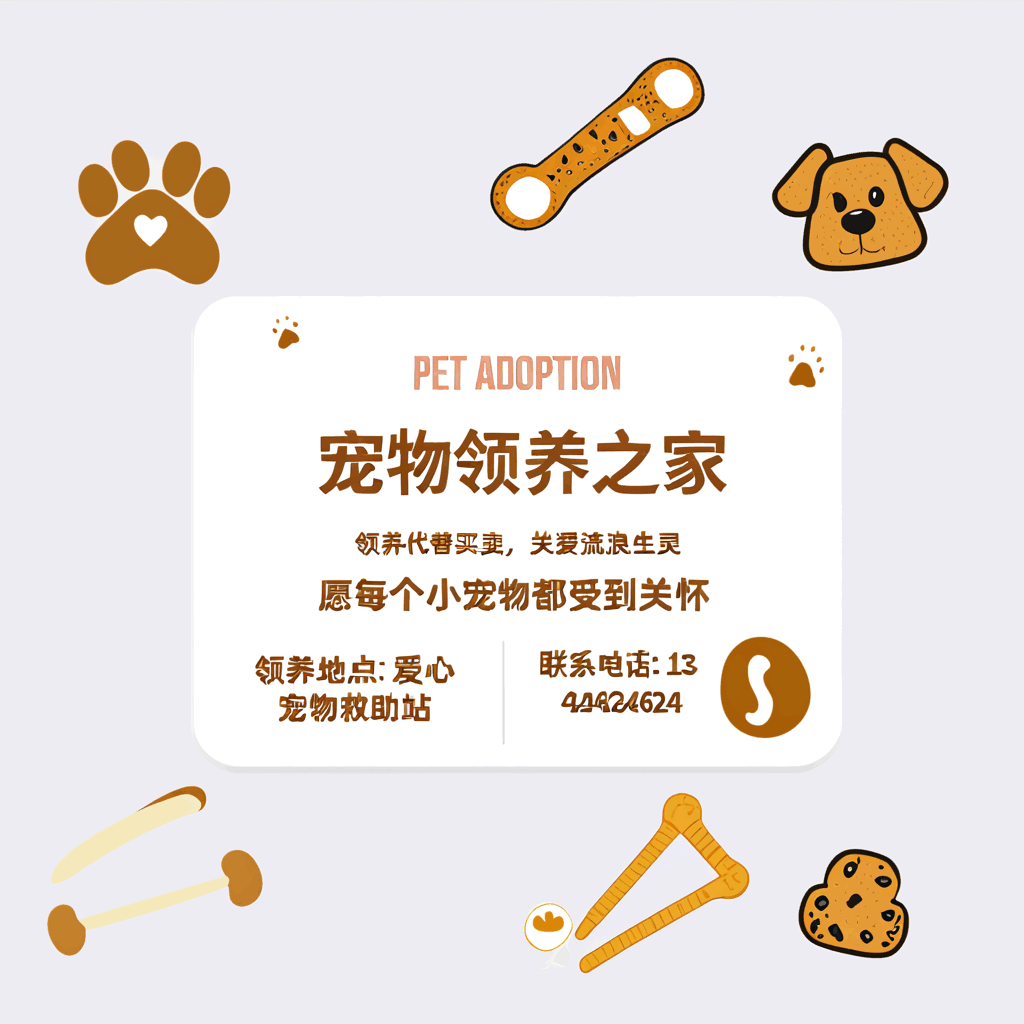 PET ADOPTION
宠物领养之家
领养代替买卖，关爱流浪生灵
愿每个小宠物都受到关怀
领养地点: 爱心
宠物救助站
联系电话: 13